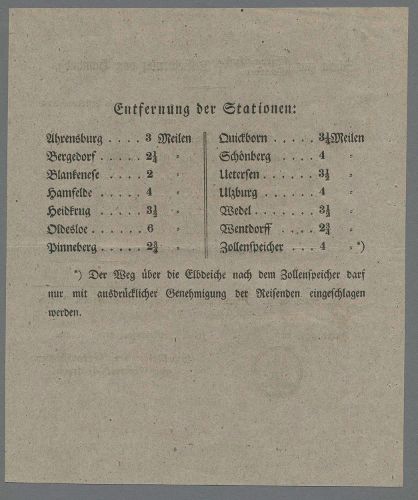 Entfernung der Stationen:
Ahrensburg . . . . 3 Meilen
Bergedorf . . . . 2¼ "
Blankenese . . . . 2 "
Hamfelde . . . . 4 "
Heidkrug . . . . 3½ "
Oldesloe . . . . . 6 "
Pinneberg . . . . 2¾ "
Quickborn . . . . . 3¼ Meilen
Schönberg . . . . 4 "
Uetersen . . . . . 3½ "
Ulzburg . . . . . 4 "
Wedel . . . . . . 3½ "
Wentdorff . . . . 2¾ "
Zollenspeicher . . 4 " *)
*) Der Weg über die Elbdeiche nach dem Zollenspeicher darf
nur mit ausdrücklicher Genehmigung der Reisenden eingeschlagen
werden.